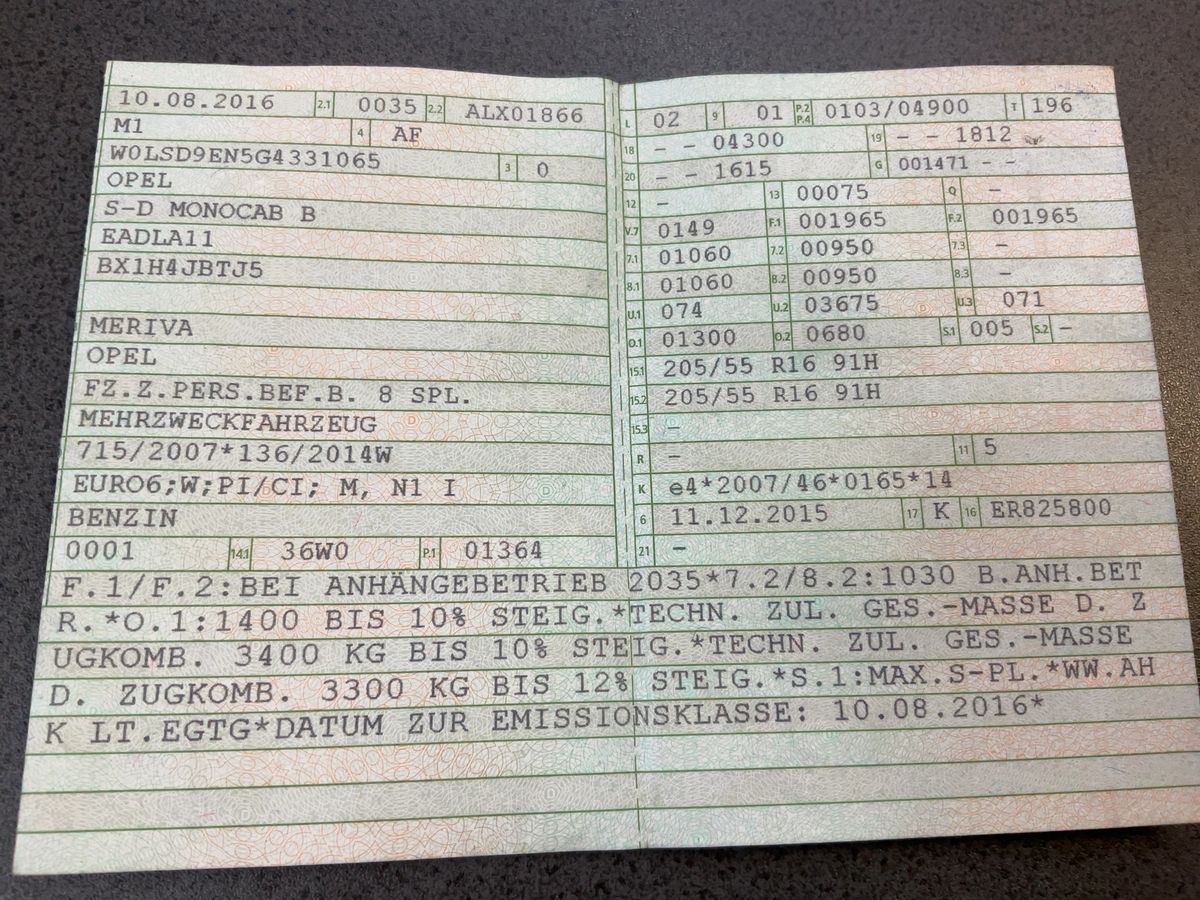 10.08.2016 2.1 0035 2.2 ALX01866
M1 4 AF
W0LSD9EN5G4331065 3 0
OPEL
S-D MONOCAB B
EADLA11
BX1H4JBTJ5
MERIVA
OPEL
FZ.Z.PERS.BEF.B. 8 SPL.
MEHRZWECKFAHRZEUG
715/2007*136/2014W
EURO6;W;PI/CI; M, N1 I
BENZIN
0001 14.1 36W0 P.1 01364
L 02 9 01 P.2 P.4 0103/04900 T 196
18 – – 04300 19 – – 1812
20 – – 1615 G 001471 – –
12 – 13 00075 Q –
V.7 0149 F.1 001965 F.2 001965
7.1 01060 7.2 00950 7.3 –
8.1 01060 8.2 00950 8.3 –
U.1 074 U.2 03675 U.3 071
O.1 01300 O.2 0680 S.1 005 S.2 –
15.1 205/55 R16 91H
15.2 205/55 R16 91H
15.3 –
R – 11 5
K e4*2007/46*0165*14
6 11.12.2015 17 K 16 ER825800
21 –
F.1/F.2:BEI ANHÄNGEBETRIEB 2035*7.2/8.2:1030 B.ANH.BET
R.*O.1:1400 BIS 10% STEIG.*TECHN. ZUL. GES.-MASSE D. Z
UGKOMB. 3400 KG BIS 10% STEIG.*TECHN. ZUL. GES.-MASSE
D. ZUGKOMB. 3300 KG BIS 12% STEIG.*S.1:MAX.S-PL.*WW.AH
K LT.EGTG*DATUM ZUR EMISSIONSKLASSE: 10.08.2016*